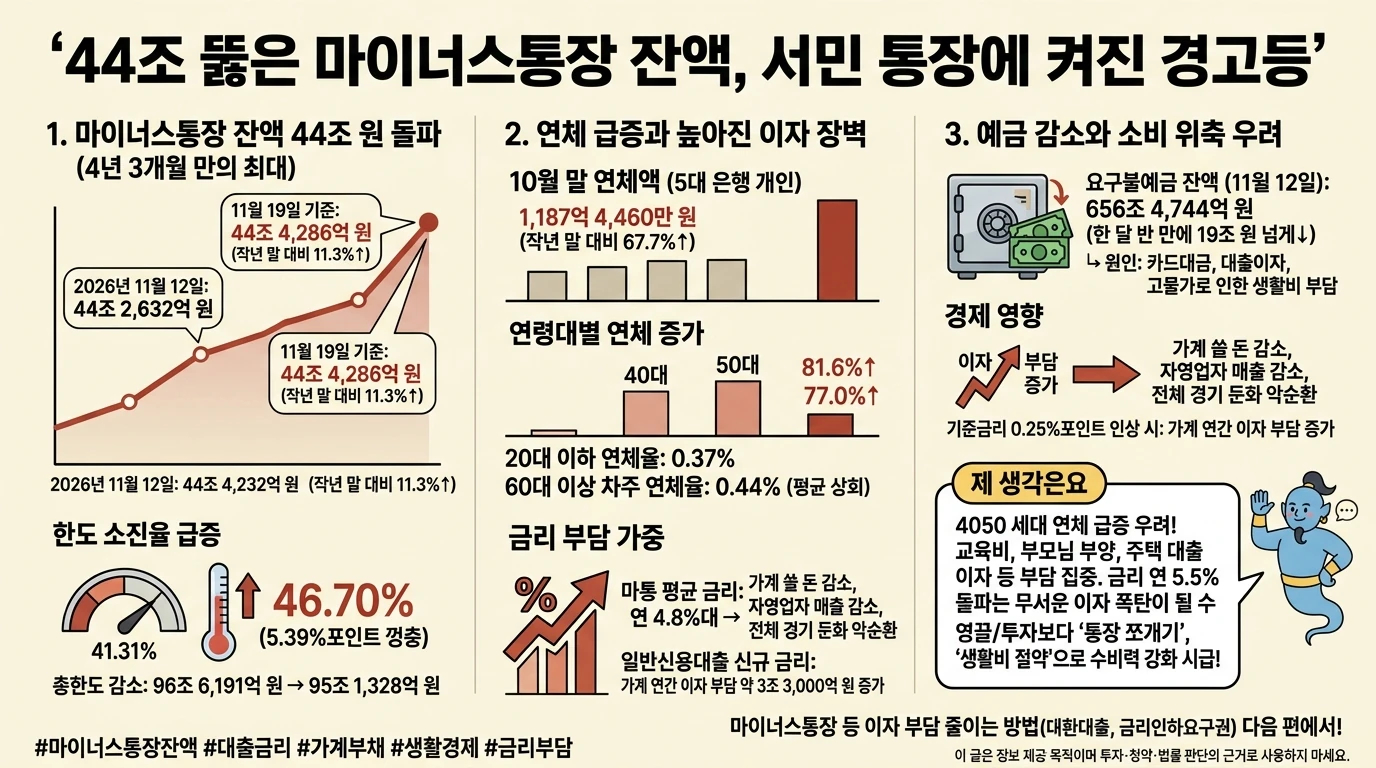 ‘44조 뚫은 마이너스통장 잔액, 서민 통장에 켜진 경고등’
1. 마이너스통장 잔액 44조 원 돌파
(4년 3개월 만의 최대)
11월 19일 기준:
44조 4,286억 원
(작년 말 대비 11.3%↑)
2026년 11월 12일:
44조 2,632억 원
11월 19일 기준:
44조 4,286억 원
(작년 말 대비 11.3%↑)
2026년 11월 12일: 44조 4,232억 원 (작년 말 대비 11.3%↑)
한도 소진율 급증
41.31%
46.70%
(5.39%포인트 껑충)
총한도 감소: 96조 6,191억 원 → 95조 1,328억 원
2. 연체 급증과 높아진 이자 장벽
10월 말 연체액 (5대 은행 개인)
1,187억 4,460만 원
(작년 말 대비 67.7%↑)
연령대별 연체 증가
40대
50대
81.6%↑
77.0%↑
20대 이하 연체율: 0.37%
60대 이상 차주 연체율: 0.44% (평균 상회)
금리 부담 가중
%
마통 평균 금리:
연 4.8%대 →
가계 쓸 돈 감소,
자영업자 매출 감소,
전체 경기 둔화 악순환
일반신용대출 신규 금리:
가계 연간 이자 부담 약 3조 3,000억 원 증가
3. 예금 감소와 소비 위축 우려
요구불예금 잔액 (11월 12일):
656조 4,744억 원
(한 달 반 만에 19조 원 넘게↓)
↳ 원인: 카드대금, 대출이자,
고물가로 인한 생활비 부담
경제 영향
이자 부담
증가
가계 쓸 돈 감소,
자영업자 매출 감소,
전체 경기 둔화 악순환
기준금리 0.25%포인트 인상 시: 가계 연간 이자 부담 증가
제 생각은요
4050 세대 연체 급증 우려!
교육비, 부모님 부양, 주택 대출
이자 등 부담 집중. 금리 연 5.5%
돌파는 무서운 이자 폭탄이 될 수
영끌/투자보다 ‘통장 쪼개기’,
‘생활비 절약’으로 수비력 강화 시급!
마이너스통장 등 이자 부담 줄이는 방법(대환대출, 금리인하요구권) 다음 편에서!
#마이너스통장잔액 #대출금리 #가계부채 #생활경제 #금리부담
이 글은 장보 제공 목적이며 투자·청약·법률 판단의 근거로 사용하지 마세요.